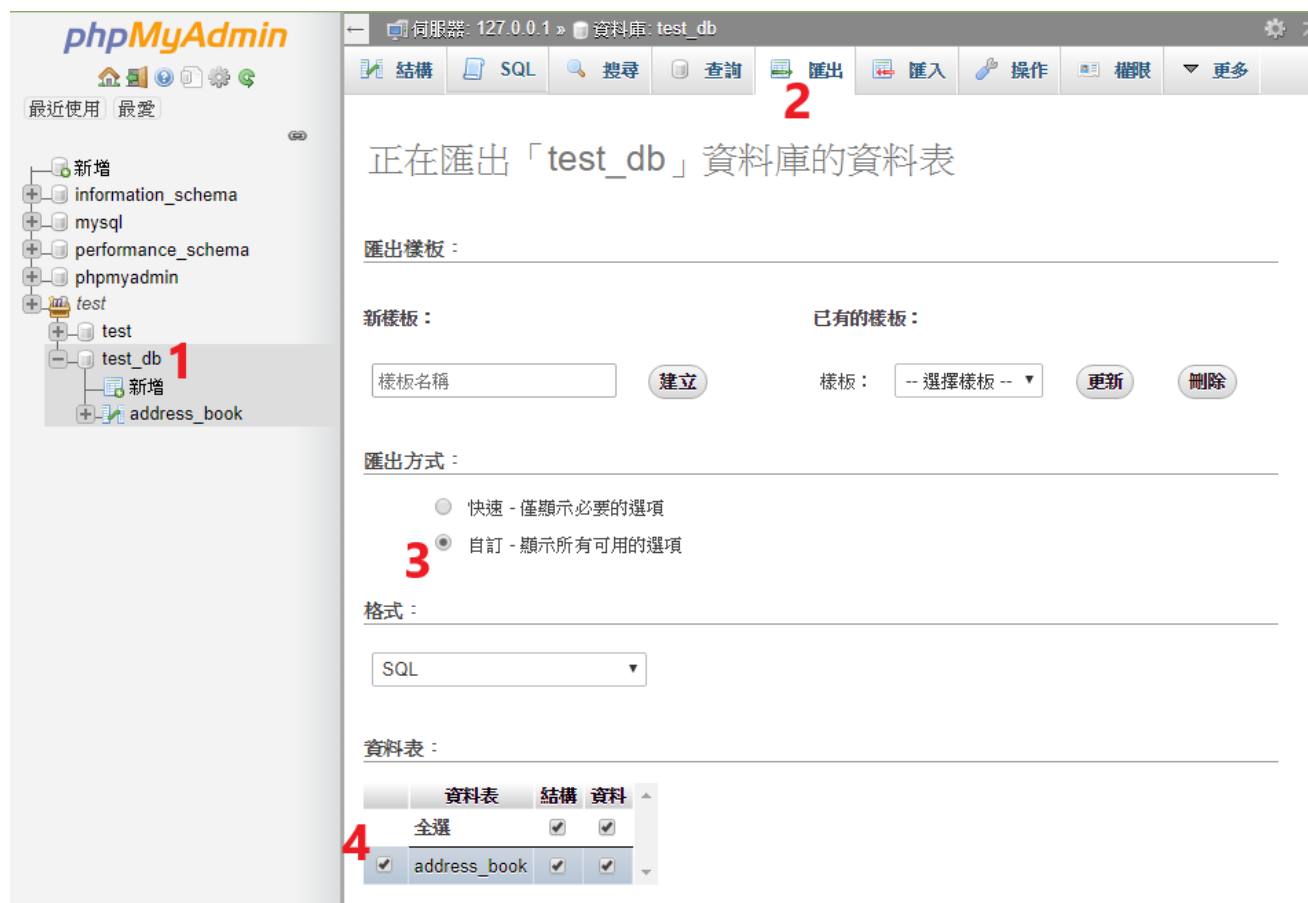 phpMyAdmin
最近使用 最愛
新增
information_schema
mysql
performance_schema
phpmyadmin
test
test
test_db 1
新增
address_book
← 伺服器: 127.0.0.1 » 資料庫: test_db
結構 SQL 搜尋 查詢 匯出 匯入 操作 權限 更多
2
正在匯出「test_db」資料庫的資料表
匯出樣板：
新樣板： 已有的樣板：
樣板名稱 建立 樣板： -- 選擇樣板 -- 更新 刪除
匯出方式：
快速 - 僅顯示必要的選項
3 自訂 - 顯示所有可用的選項
格式：
SQL
資料表：
資料表 結構 資料
全選
4 address_book